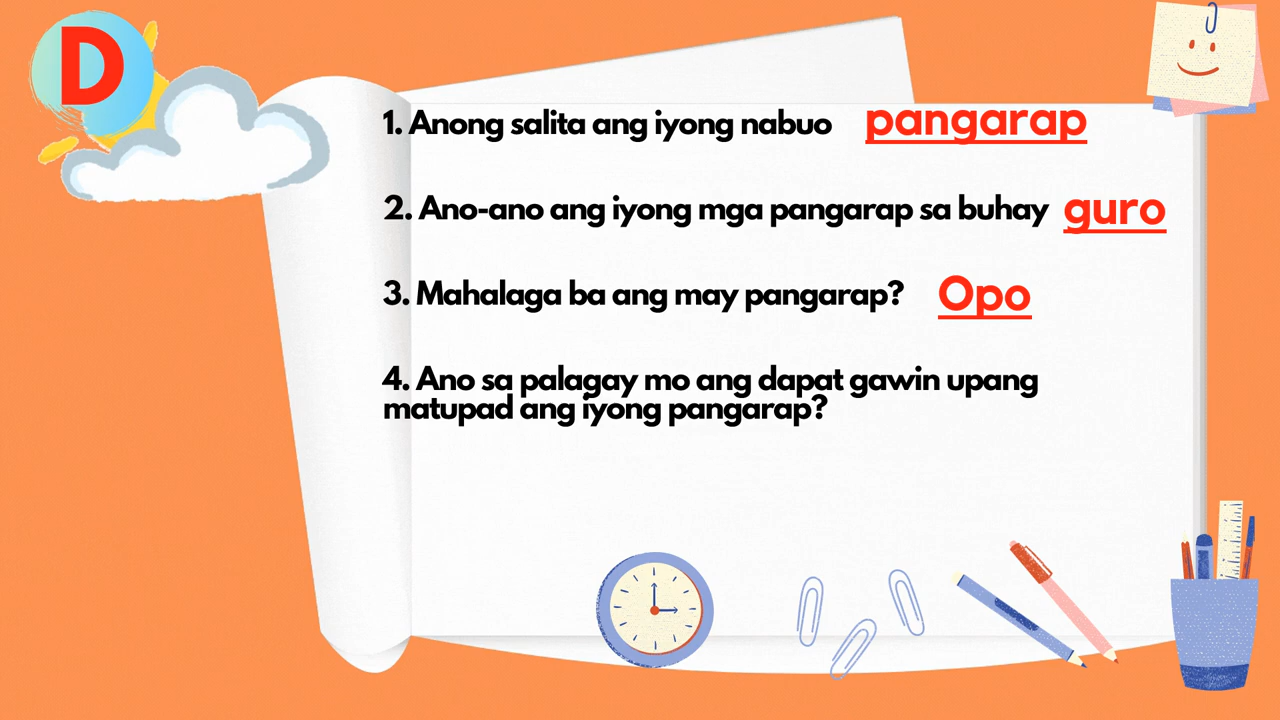 D
1. Anong salita ang iyong nabuo pangarap
2. Ano-ano ang iyong mga pangarap sa buhay guro
3. Mahalaga ba ang may pangarap? Opo
4. Ano sa palagay mo ang dapat gawin upang
matupad ang iyong pangarap?